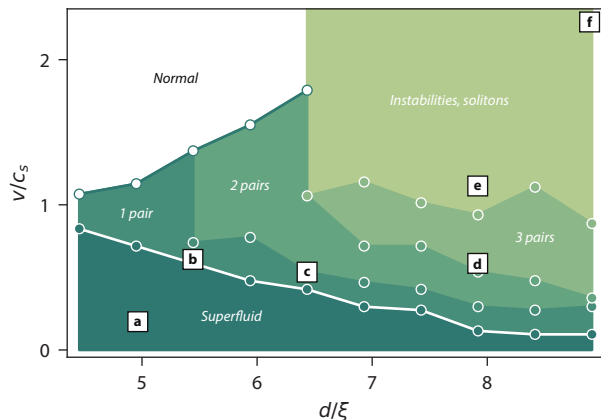 f
2
Normal
Instabilities, solitons
v/cₛ
2 pairs
e
1
1 pair
3 pairs
b
d
c
a
Superfluid
0
5
6
7
8
d/ξ